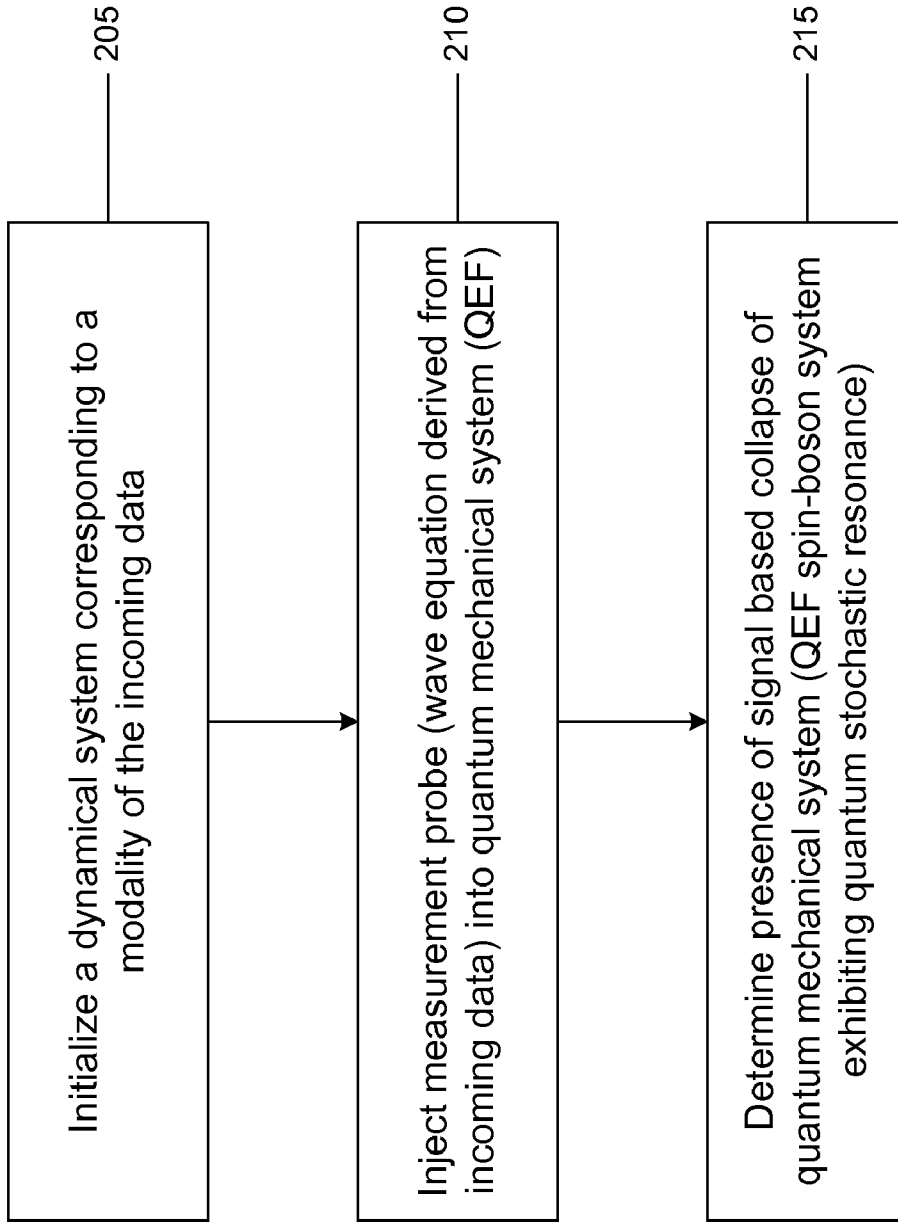 Initialize a dynamical system corresponding to a
modality of the incoming data
205
Inject measurement probe (wave equation derived from
incoming data) into quantum mechanical system (QEF)
210
Determine presence of signal based collapse of
quantum mechanical system (QEF spin-boson system
exhibiting quantum stochastic resonance)
215